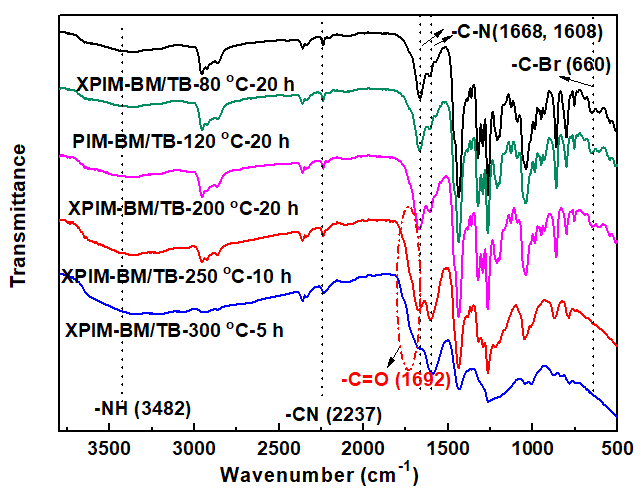 -C-N(1668, 1608)
-C-Br (660)
XPIM-BM/TB-80 °C-20 h
PIM-BM/TB-120 °C-20 h
XPIM-BM/TB-200 °C-20 h
XPIM-BM/TB-250 °C-10 h
XPIM-BM/TB-300 °C-5 h
-C=O (1692)
-NH (3482)
-CN (2237)
Transmittance
3500 3000 2500 2000 1500 1000 500
Wavenumber (cm⁻¹)